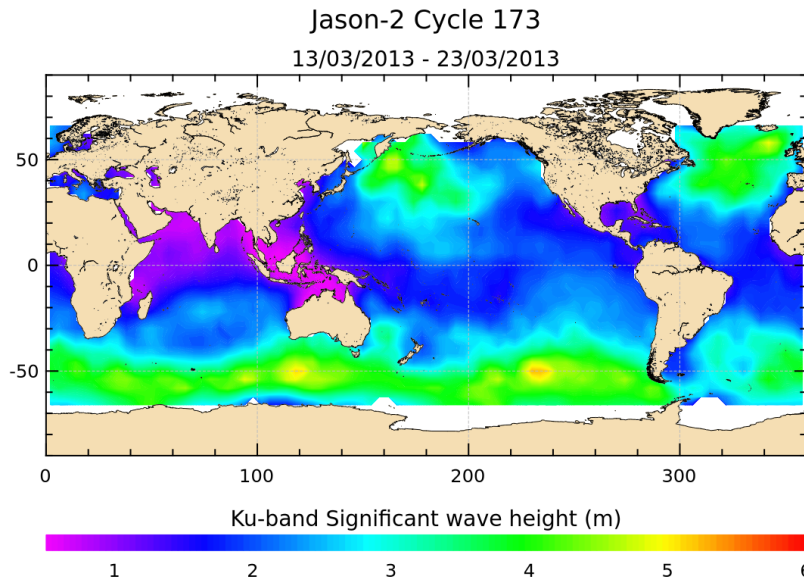 Jason-2 Cycle 173
13/03/2013 - 23/03/2013
50
0
-50
0 100 200 300
Ku-band Significant wave height (m)
1 2 3 4 5 6